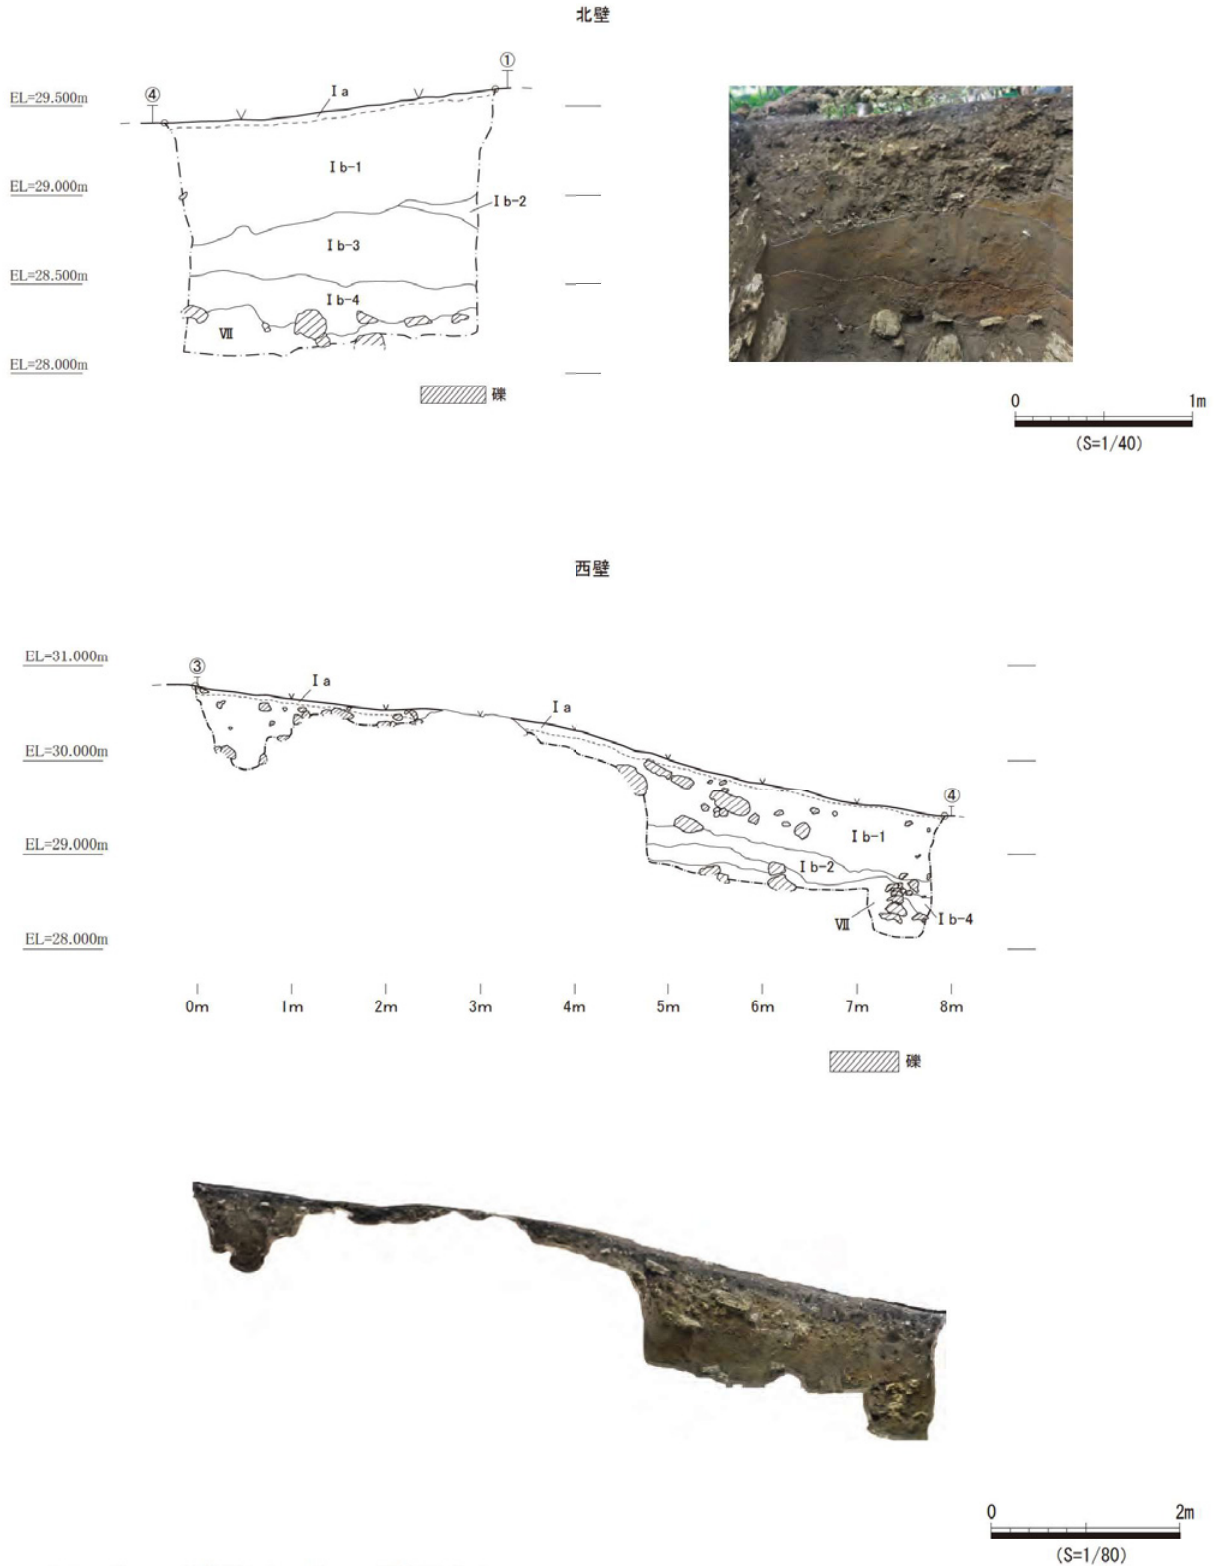 北壁
①
④
EL=29.500m
Ⅰa
Ⅰb-1
EL=29.000m
Ⅰb-2
Ⅰb-3
EL=28.500m
Ⅰb-4
Ⅶ
EL=28.000m
礫
0 1m
(S=1/40)
西壁
EL=31.000m
③
Ⅰa
Ⅰa
EL=30.000m
④
Ⅰb-1
EL=29.000m
Ⅰb-2
Ⅶ
Ⅰb-4
EL=28.000m
0m 1m 2m 3m 4m 5m 6m 7m 8m
礫
0 2m
(S=1/80)